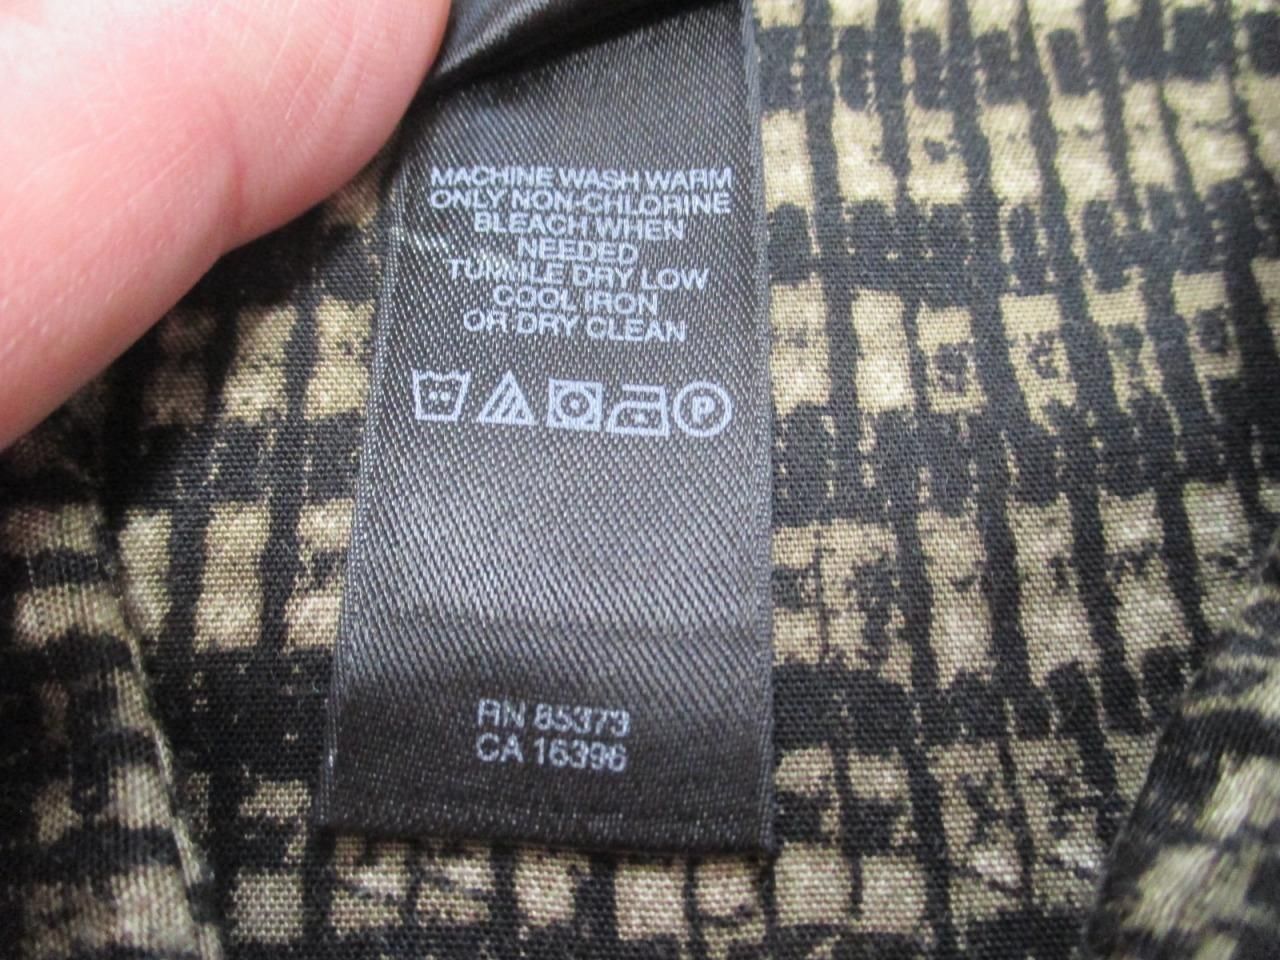 MACHINE WASH WARM
ONLY NON-CHLORINE
BLEACH WHEN
NEEDED
TUMBLE DRY LOW
COOL IRON
OR DRY CLEAN
P
RN 85373
CA 16396